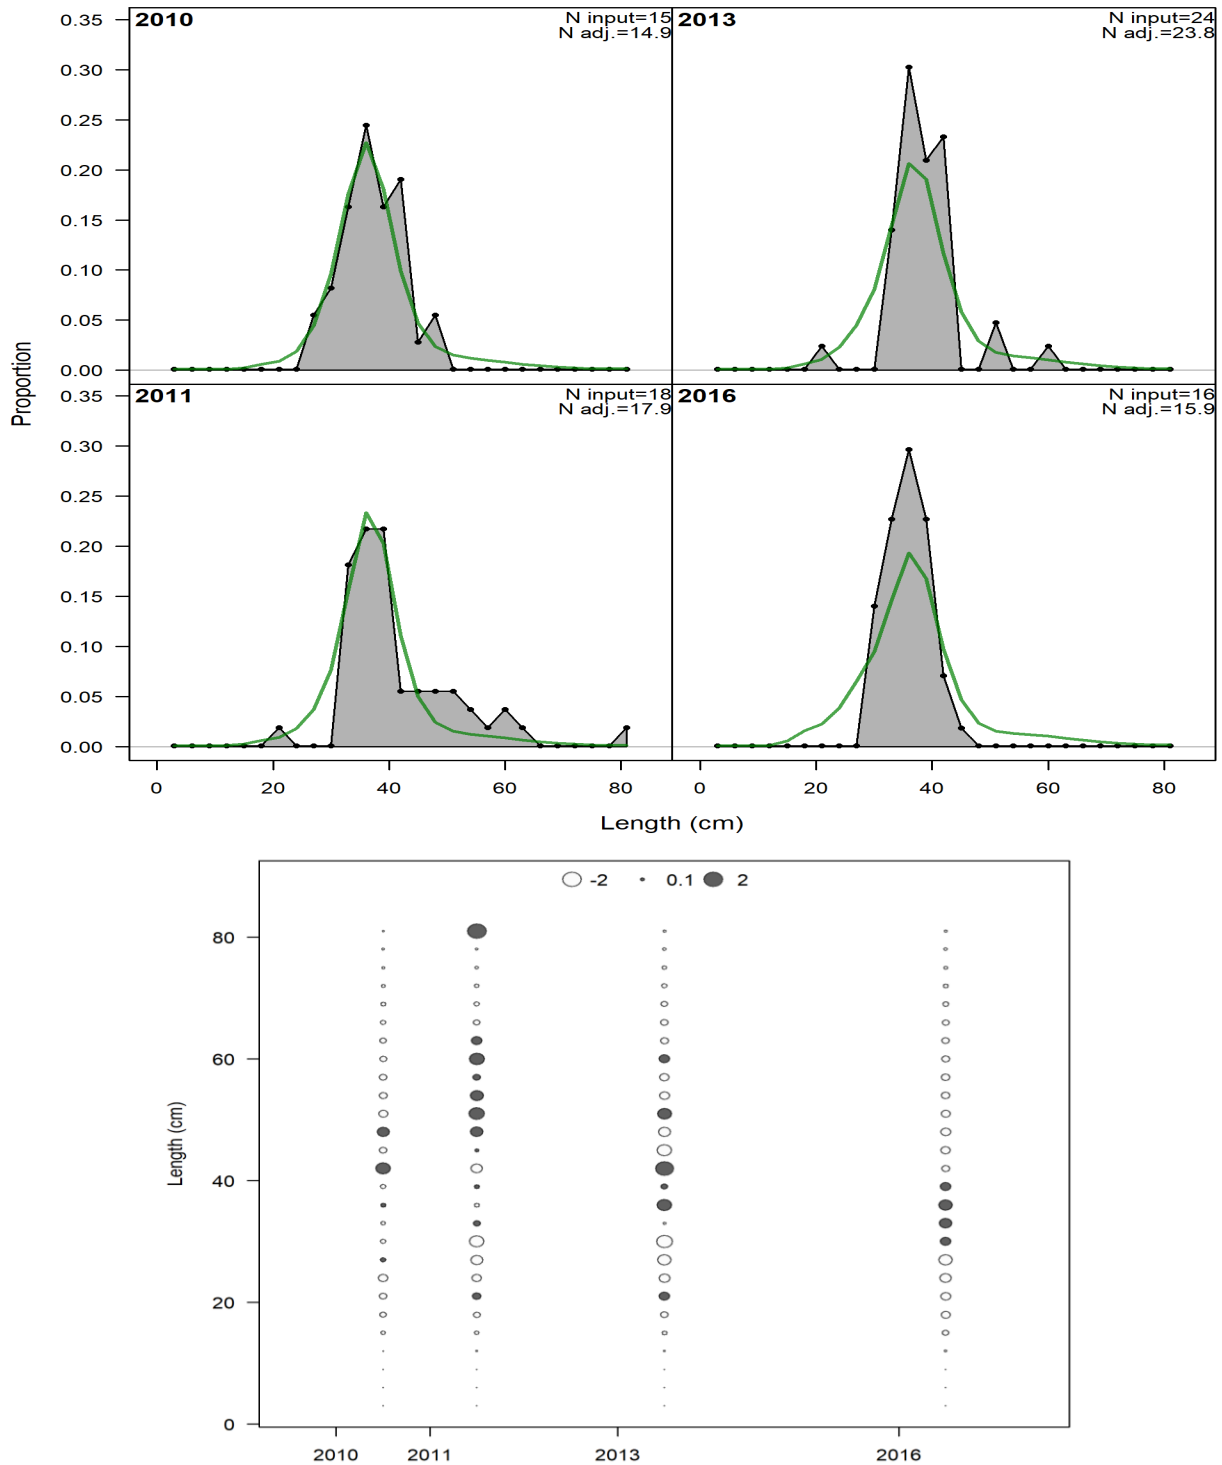 2010
N input=15
N adj.=14.9
2013
N input=24
N adj.=23.8
0.35
0.30
0.25
0.20
0.15
0.10
0.05
0.00
Proportion
2011
N input=18
N adj.=17.9
2016
N input=16
N adj.=15.9
0.35
0.30
0.25
0.20
0.15
0.10
0.05
0.00
0 20 40 60 80 0 20 40 60 80
Length (cm)
-2 0.1 2
80
60
40
20
0
Length (cm)
2010 2011 2013 2016